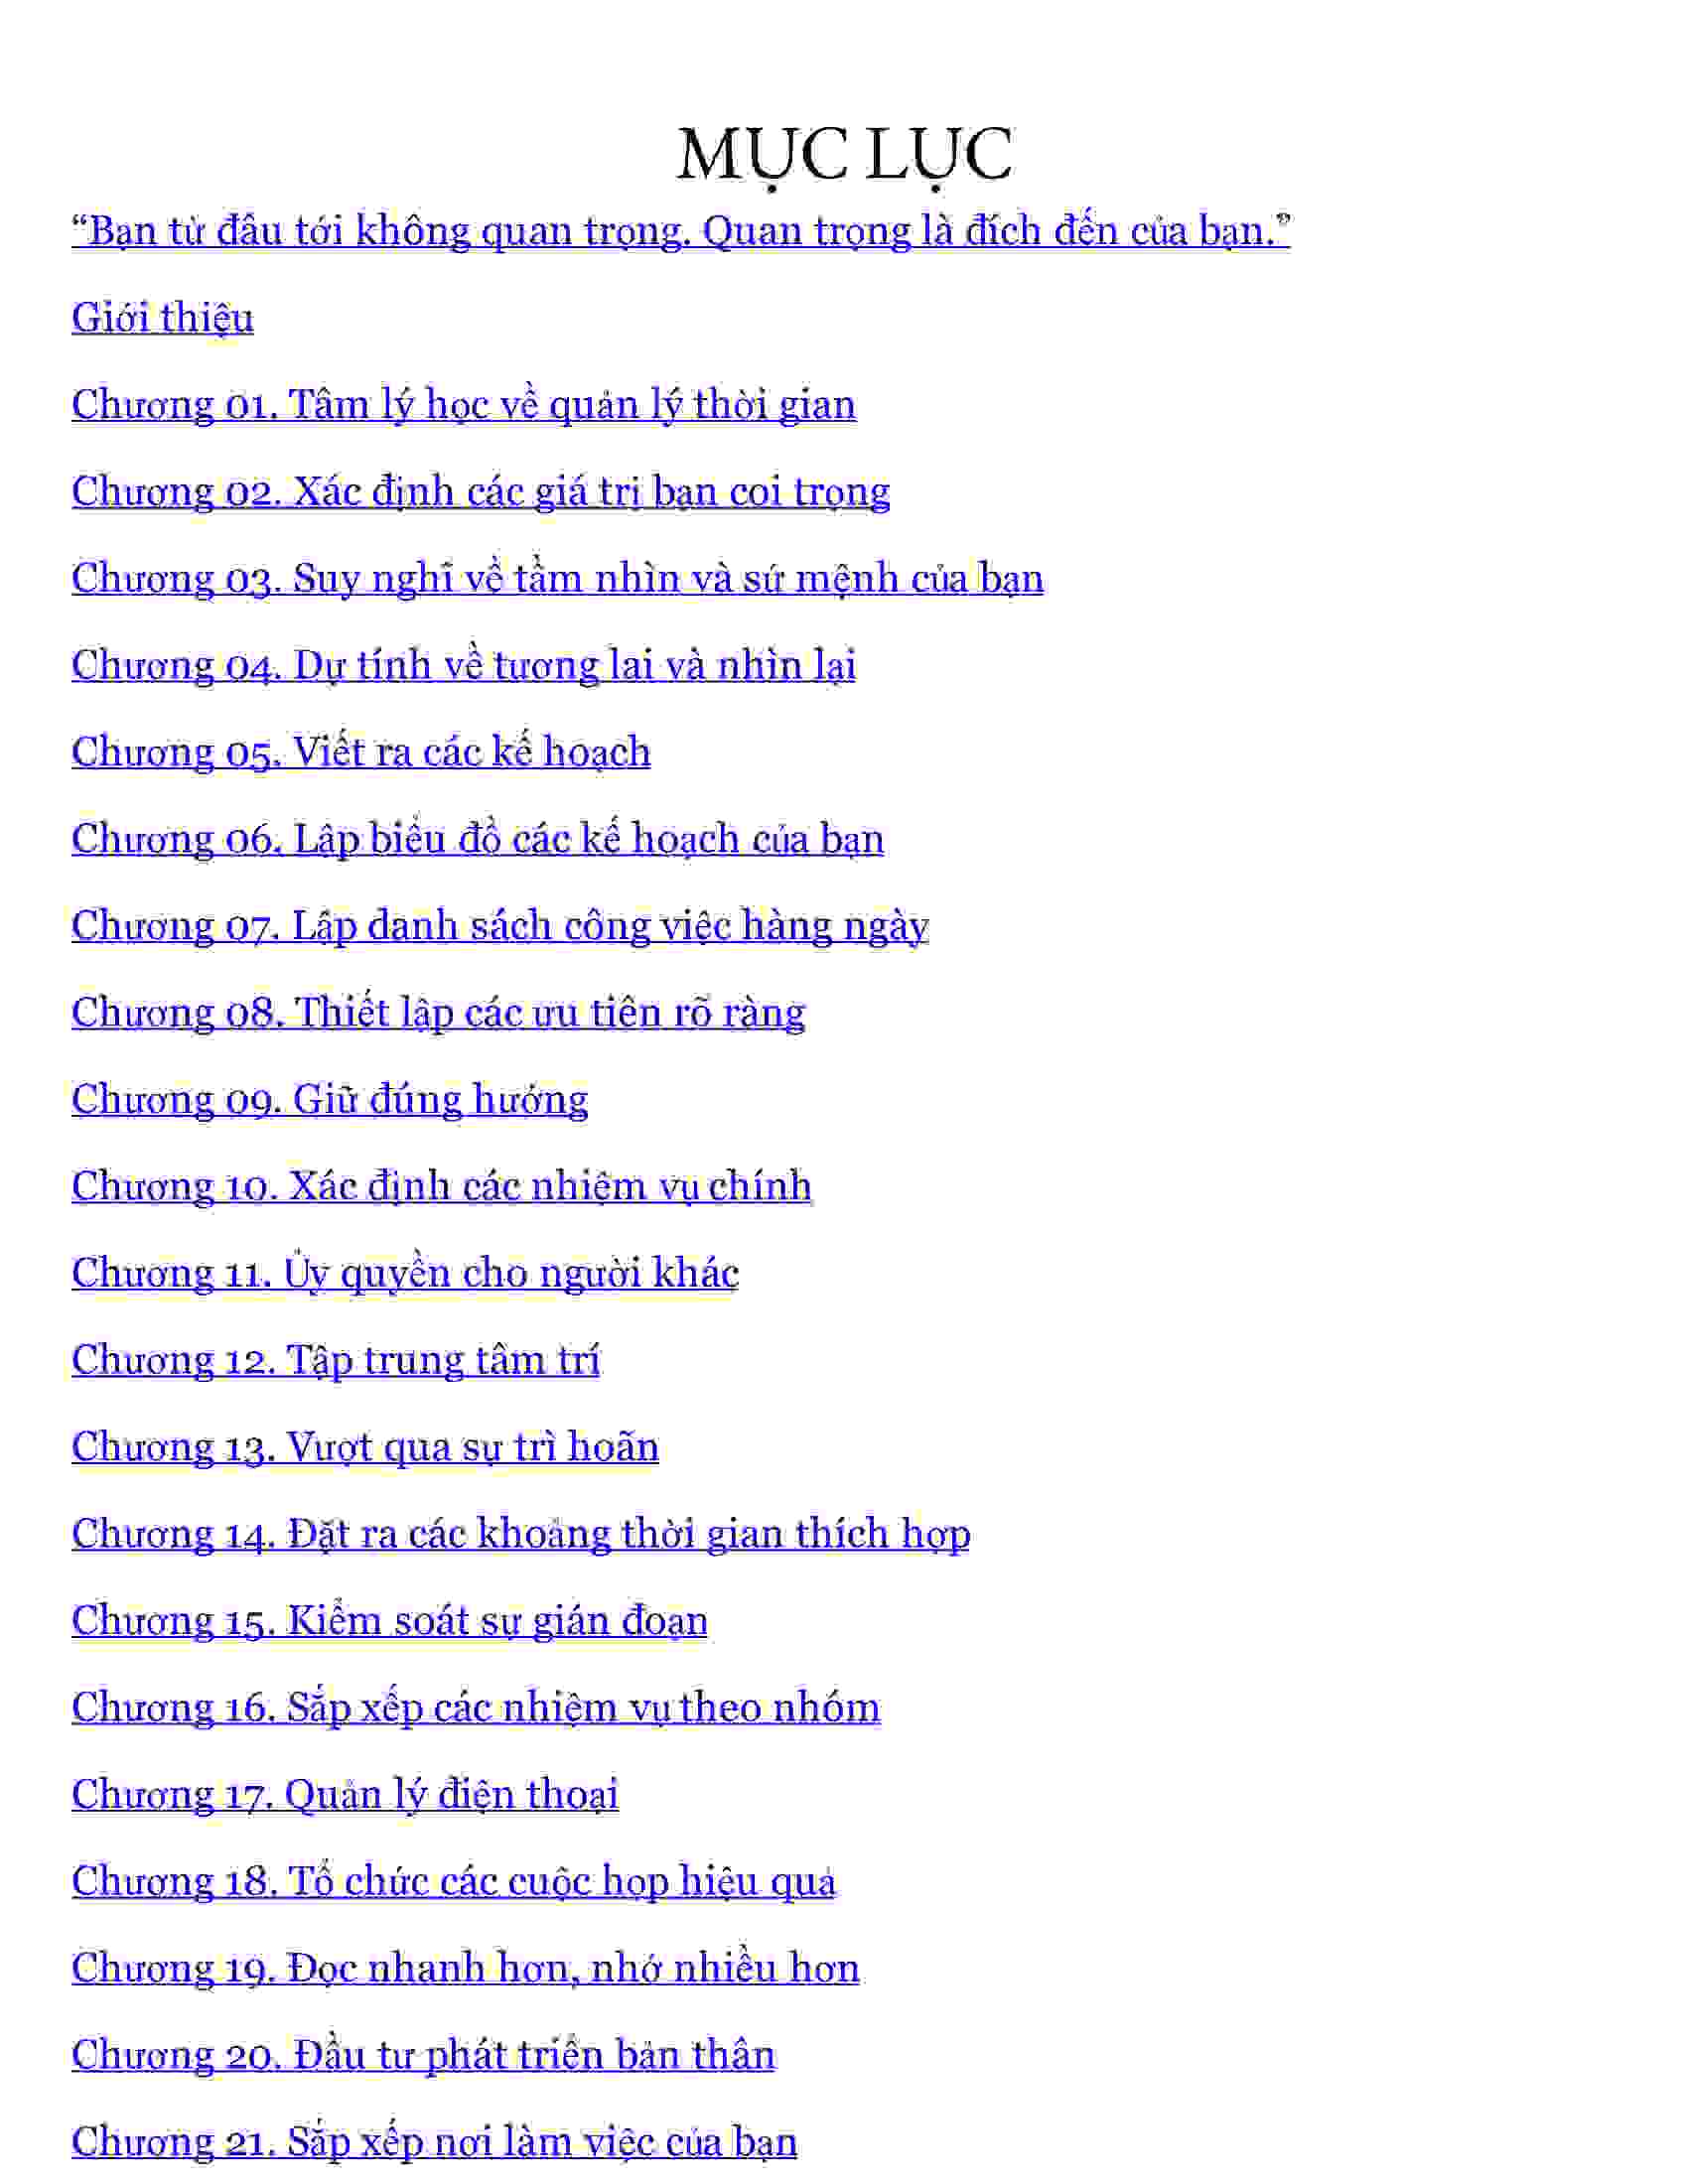 MỤC LỤC
“Bạn từ đâu tới không quan trọng. Quan trọng là đích đến của bạn.”
Giới thiệu
Chương 01. Tâm lý học về quản lý thời gian
Chương 02. Xác định các giá trị bạn coi trọng
Chương 03. Suy nghĩ về tầm nhìn và sứ mệnh của bạn
Chương 04. Dự tính về tương lai và nhìn lại
Chương 05. Viết ra các kế hoạch
Chương 06. Lập biểu đồ các kế hoạch của bạn
Chương 07. Lập danh sách công việc hàng ngày
Chương 08. Thiết lập các ưu tiên rõ ràng
Chương 09. Giữ đúng hướng
Chương 10. Xác định các nhiệm vụ chính
Chương 11. Ủy quyền cho người khác
Chương 12. Tập trung tâm trí
Chương 13. Vượt qua sự trì hoãn
Chương 14. Đặt ra các khoảng thời gian thích hợp
Chương 15. Kiểm soát sự gián đoạn
Chương 16. Sắp xếp các nhiệm vụ theo nhóm
Chương 17. Quản lý điện thoại
Chương 18. Tổ chức các cuộc họp hiệu quả
Chương 19. Đọc nhanh hơn, nhớ nhiều hơn
Chương 20. Đầu tư phát triển bản thân
Chương 21. Sắp xếp nơi làm việc của bạn